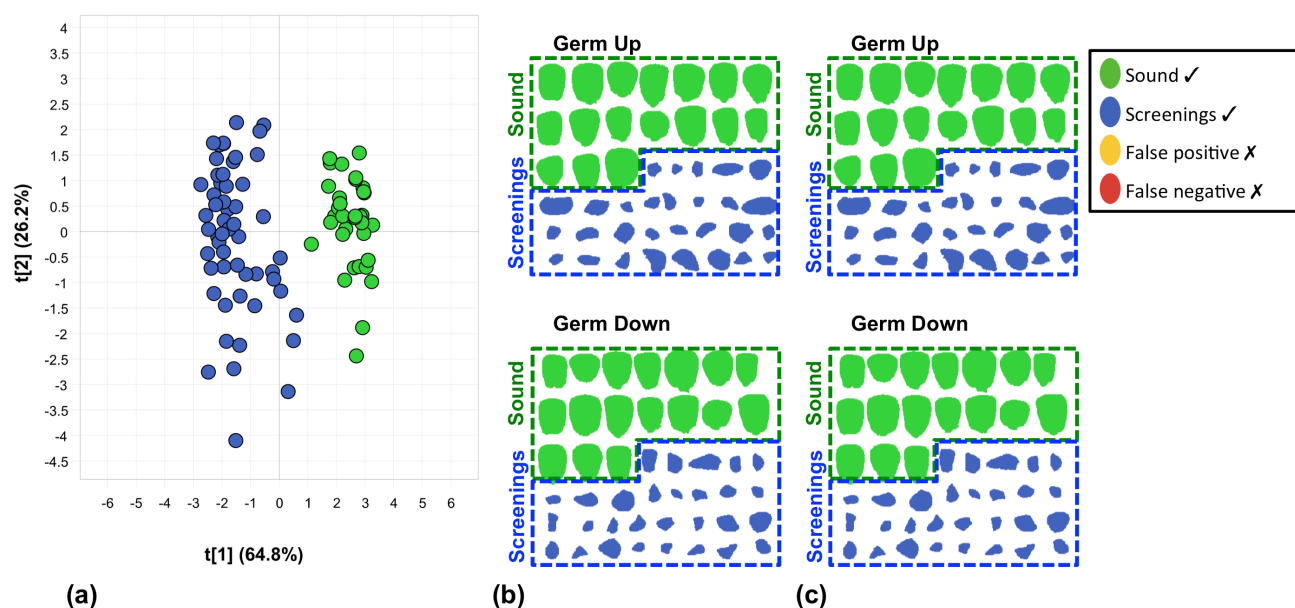 4
3.5
3
2.5
2
1.5
1
0.5
0
-0.5
-1
-1.5
-2
-2.5
-3
-3.5
-4
-4.5
t[2] (26.2%)
-6 -5 -4 -3 -2 -1 0 1 2 3 4 5 6
t[1] (64.8%)
(a)
Germ Up
Sound
Screenings
Germ Down
Sound
Screenings
(b)
Germ Up
Sound
Screenings
Germ Down
Sound
Screenings
(c)
Sound ✓
Screenings ✓
False positive ✗
False negative ✗